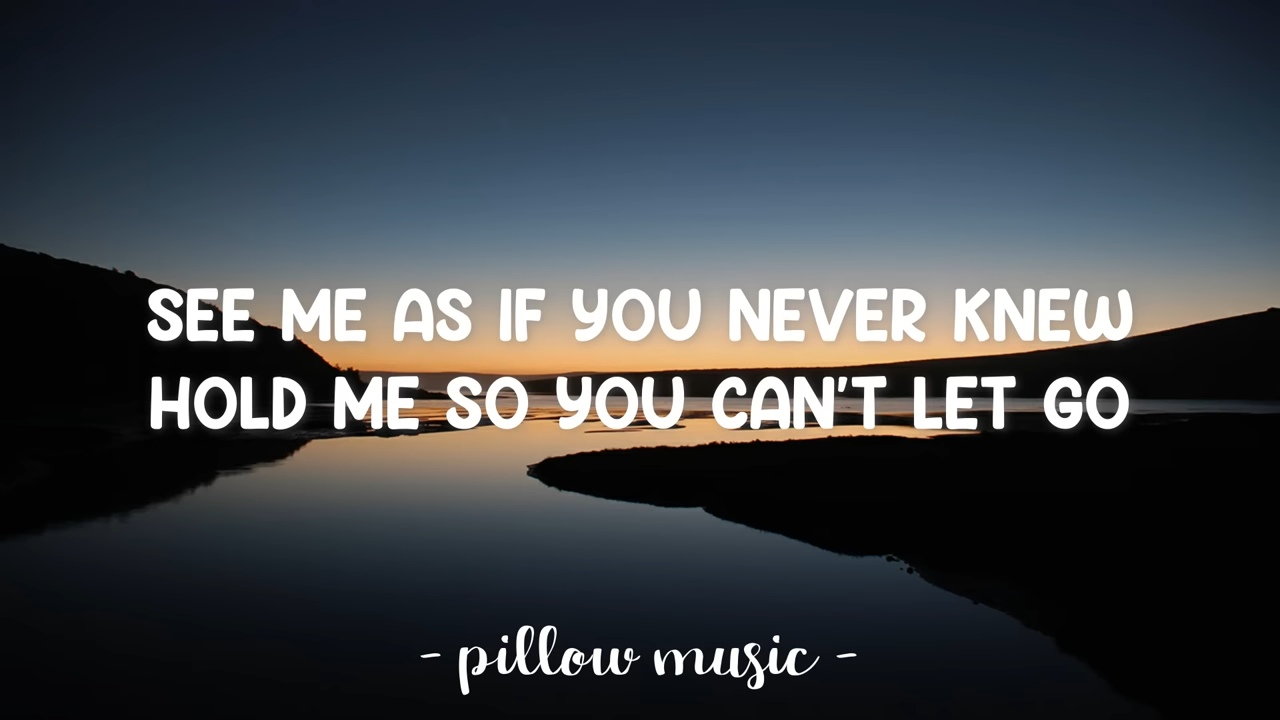 SEE ME AS IF YOU NEVER KNEW
HOLD ME SO YOU CAN'T LET GO
- pillow music -